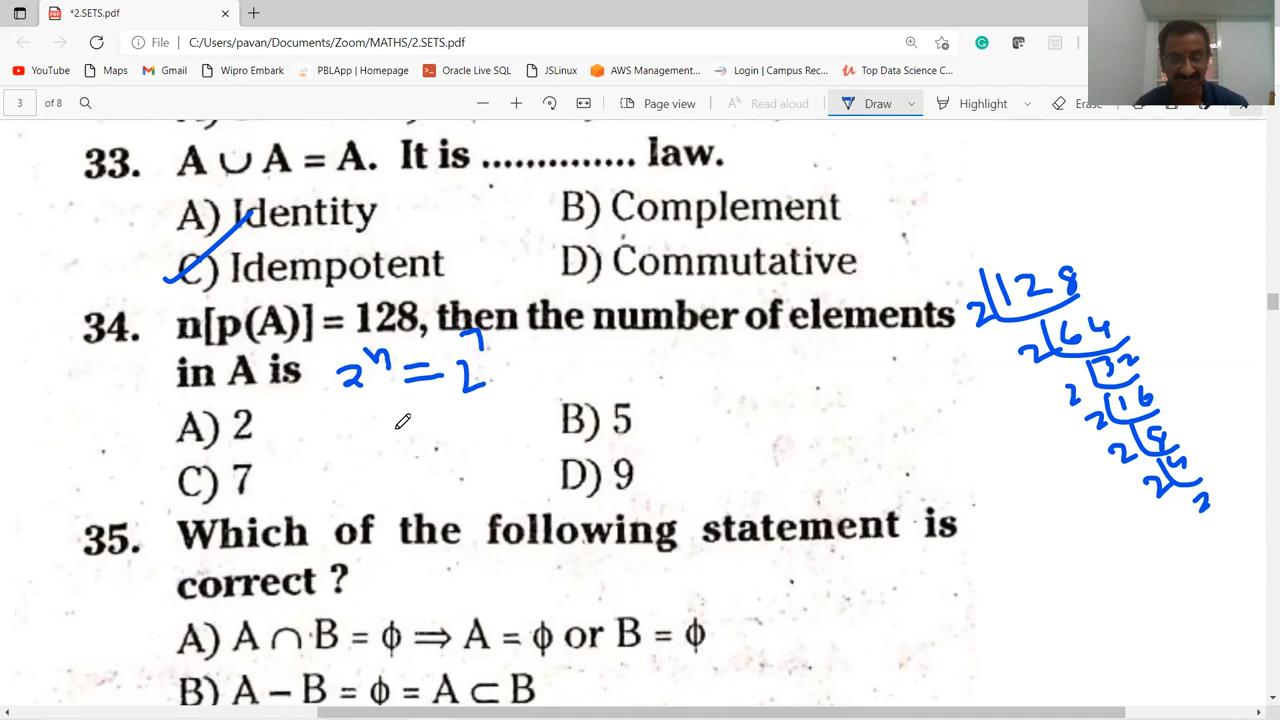 *2.SETS.pdf
File C:/Users/pavan/Documents/Zoom/MATHS/2.SETS.pdf
YouTube Maps Gmail Wipro Embark PBLApp | Homepage Oracle Live SQL JSLinux AWS Management... Login | Campus Rec... Top Data Science C...
3 of 8 Page view Read aloud Draw Highlight Erase
33. A ∪ A = A. It is .............. law.
A) Identity B) Complement
C) Idempotent D) Commutative
34. n[p(A)] = 128, then the number of elements
in A is 2^n = 2^7
A) 2 B) 5
C) 7 D) 9
2 128
2 64
2 32
2 16
2 8
2 4
2
35. Which of the following statement is
correct ?
A) A ∩ B = ϕ ⇒ A = ϕ or B = ϕ
B) A – B = ϕ = A ⊂ B